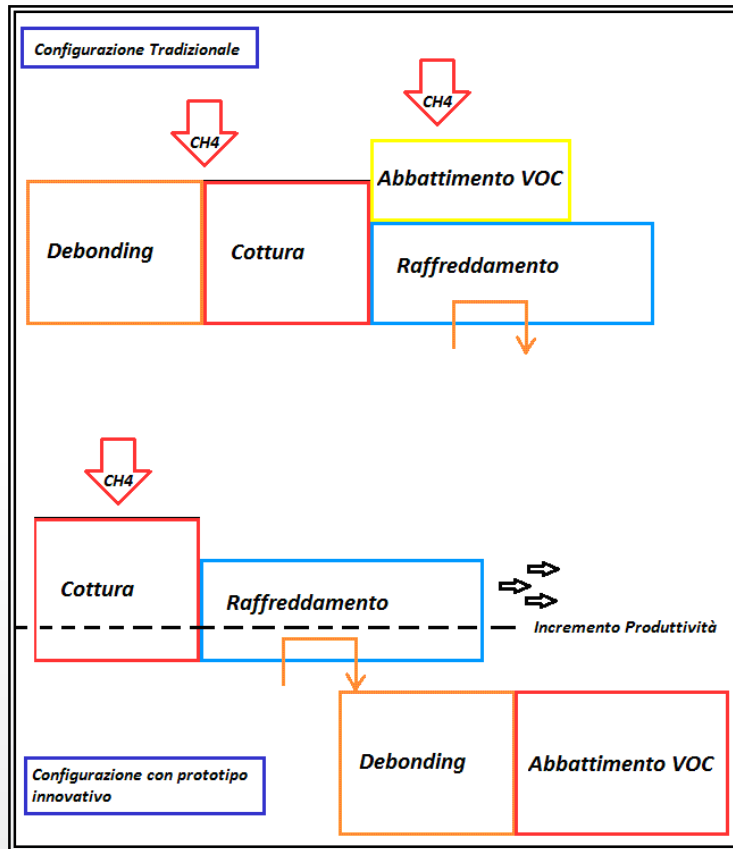 Configurazione Tradizionale
CH4
CH4
Abbattimento VOC
Debonding
Cottura
Raffreddamento
CH4
Cottura
Raffreddamento
Incremento Produttività
Debonding
Abbattimento VOC
Configurazione con prototipo
innovativo